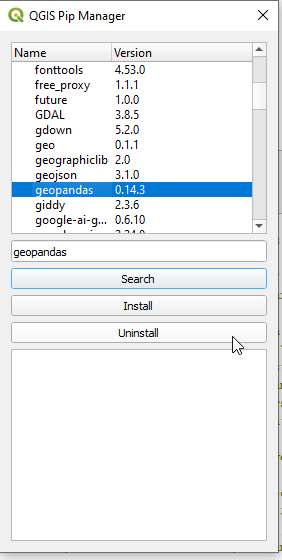 QGIS Pip Manager
Name Version
fonttools 4.53.0
free_proxy 1.1.1
future 1.0.0
GDAL 3.8.5
gdown 5.2.0
geo 0.1.1
geographiclib 2.0
geojson 3.1.0
geopandas 0.14.3
giddy 2.3.6
google-ai-g... 0.6.10
geopandas
Search
Install
Uninstall